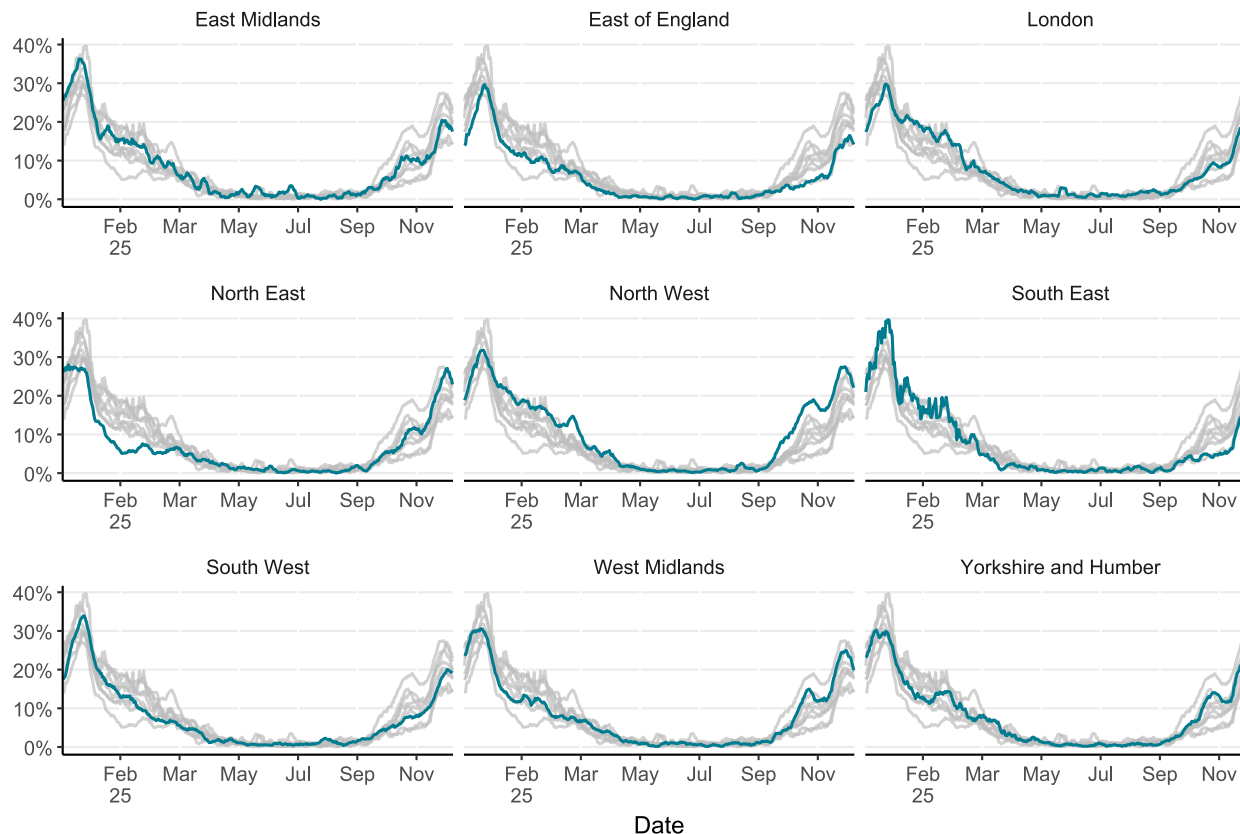 East Midlands East of England London
40%
30%
20%
10%
0%
Feb Mar May Jul Sep Nov Feb Mar May Jul Sep Nov Feb Mar May Jul Sep Nov
25 25 25
North East North West South East
40%
30%
20%
10%
0%
Feb Mar May Jul Sep Nov Feb Mar May Jul Sep Nov Feb Mar May Jul Sep Nov
25 25 25
South West West Midlands Yorkshire and Humber
40%
30%
20%
10%
0%
Feb Mar May Jul Sep Nov Feb Mar May Jul Sep Nov Feb Mar May Jul Sep Nov
25 25 25
Date